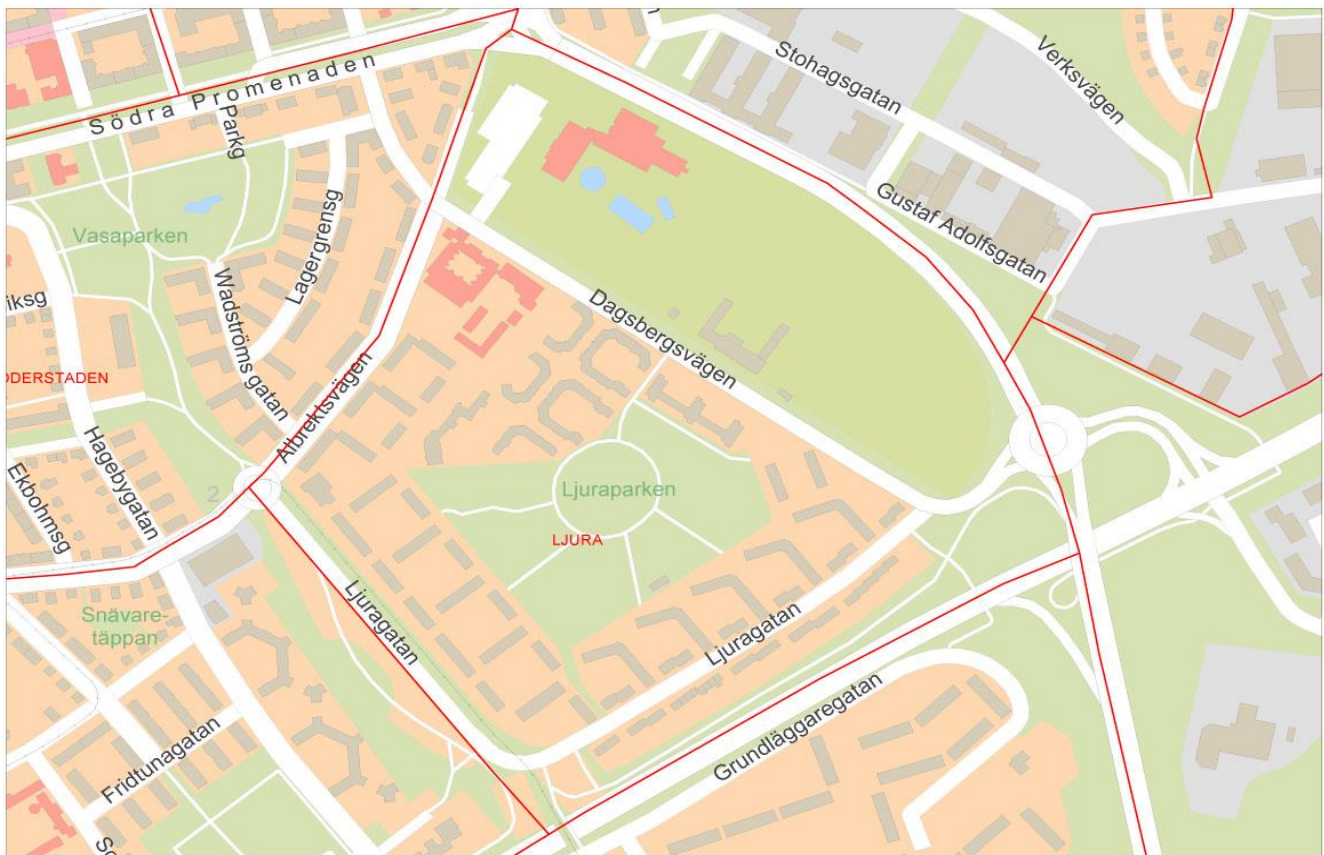 Södra Promenaden
Parkg
Stohagsgatan
Verksvägen
Gustaf Adolfsgatan
Vasaparken
Lagergrensg
Wadströms gatan
iksg
Dagsbergsvägen
ODERSTADEN
Albrektsvägen
Hagebygatan
Ekbohmsg
2
Ljuraparken
LJURA
Snävare-
täppan
Ljuragatan
Ljuragatan
Grundläggaregatan
Fridtunagatan